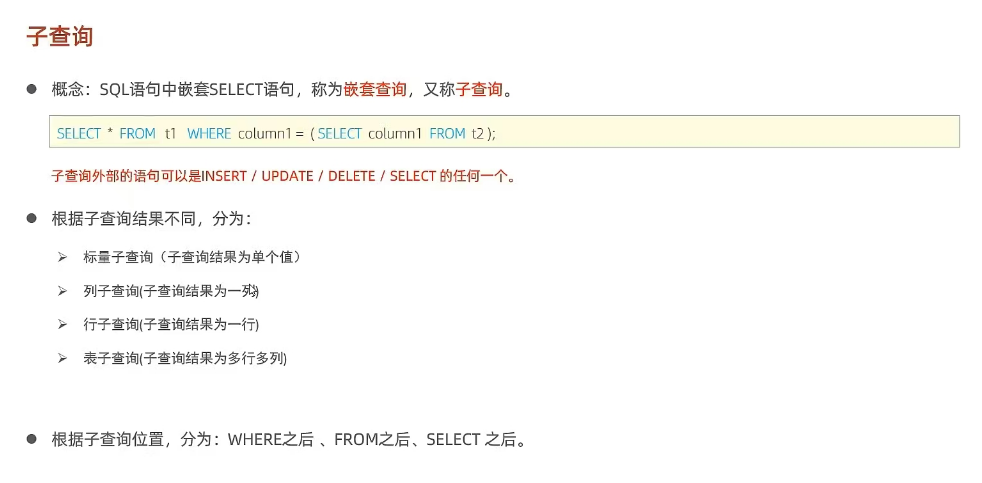 子查询
概念：SQL语句中嵌套SELECT语句，称为嵌套查询，又称子查询。
SELECT * FROM t1 WHERE column1 = ( SELECT column1 FROM t2 );
子查询外部的语句可以是INSERT / UPDATE / DELETE / SELECT 的任何一个。
根据子查询结果不同，分为：
标量子查询（子查询结果为单个值）
列子查询(子查询结果为一列)
行子查询(子查询结果为一行)
表子查询(子查询结果为多行多列)
根据子查询位置，分为：WHERE之后 、FROM之后、SELECT 之后。